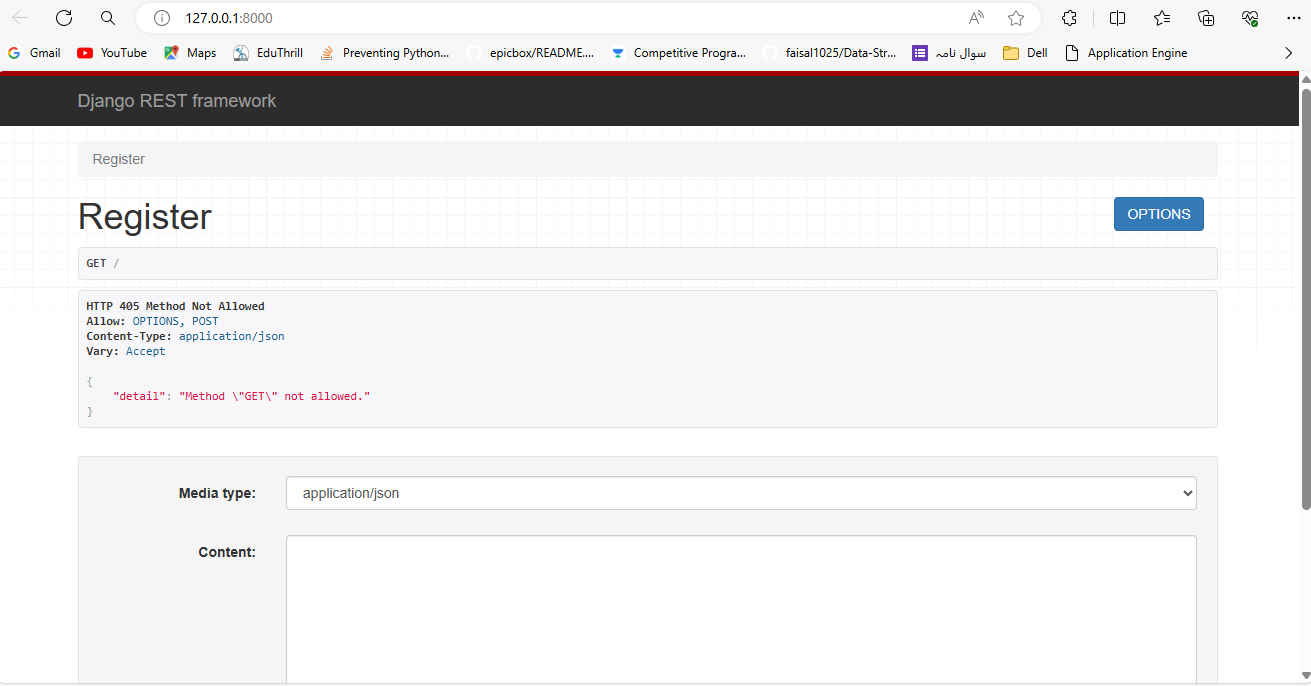 127.0.0.1:8000
Gmail YouTube Maps EduThrill Preventing Python... epicbox/README.... Competitive Progra... faisal1025/Data-Str... سوال نامہ Dell Application Engine
Django REST framework
Register
Register
OPTIONS
GET /
HTTP 405 Method Not Allowed
Allow: OPTIONS, POST
Content-Type: application/json
Vary: Accept
{
"detail": "Method \"GET\" not allowed."
}
Media type: application/json
Content: